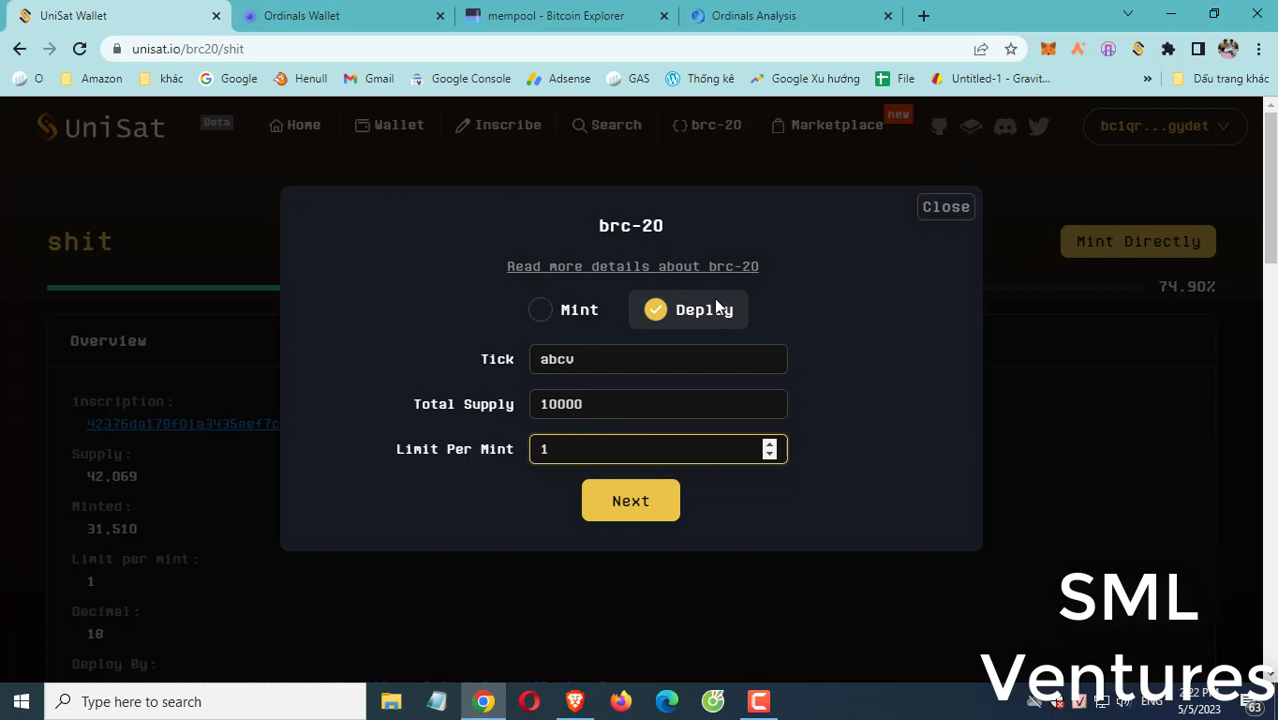 UniSat Wallet
Ordinals Wallet
mempool - Bitcoin Explorer
Ordinals Analysis
unisat.io/brc20/shit
O
Amazon
khác
Google
Henull
Gmail
Google Console
Adsense
GAS
Thống kê
Google Xu hướng
File
Untitled-1 - Gravit...
»
Dấu trang khác
UniSat
Beta
Home
Wallet
Inscribe
Search
brc-20
Marketplace
new
bc1qr...gydet
Close
brc-20
shit
Mint Directly
Read more details about brc-20
74.90%
Mint
Deploy
Overview
Tick
abcv
inscription:
Total Supply
10000
42376da178f01a3435eef7c
Supply:
Limit Per Mint
1
42,069
Minted:
Next
31,510
Limit per mint:
1
Decimal:
18
Deploy By:
SML
Ventures
Type here to search
ENG
2:22 PM
5/5/2023
63